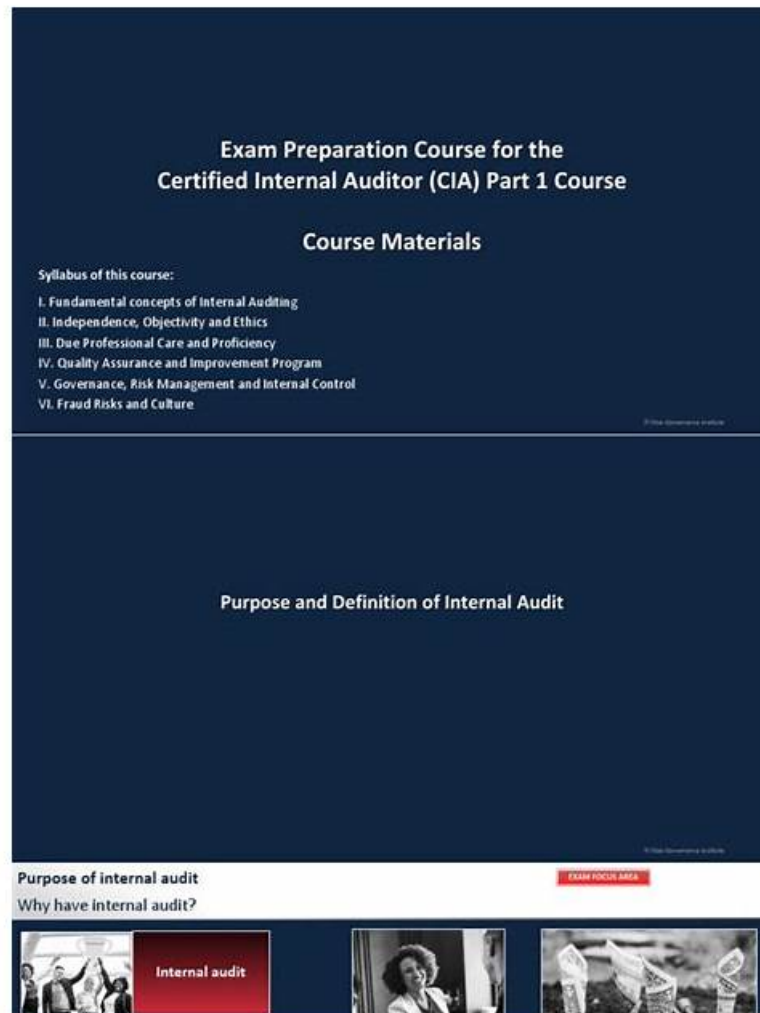 Exam Preparation Course for the
Certified Internal Auditor (CIA) Part 1 Course
Course Materials
Syllabus of this course:
I. Fundamental concepts of Internal Auditing
II. Independence, Objectivity and Ethics
III. Due Professional Care and Proficiency
IV. Quality Assurance and Improvement Program
V. Governance, Risk Management and Internal Control
VI. Fraud Risks and Culture
Purpose and Definition of Internal Audit
Purpose of internal audit
EXAM FOCUS AREA
Why have internal audit?
Internal audit